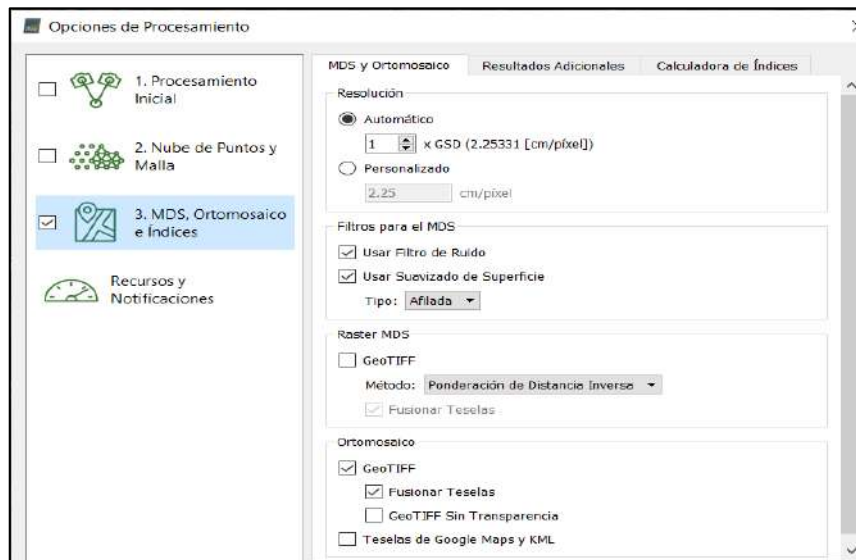 Opciones de Procesamiento
1. Procesamiento
Inicial
2. Nube de Puntos y
Malla
3. MDS, Ortomosaico
e Índices
Recursos y
Notificaciones
MDS y Ortomosaico
Resultados Adicionales
Calculadora de Índices
Resolución
Automático
1 x GSD (2.25331 [cm/píxel])
Personalizado
2.25 cm/píxel
Filtros para el MDS
Usar Filtro de Ruido
Usar Suavizado de Superficie
Tipo: Afilada
Raster MDS
GeoTIFF
Método: Ponderación de Distancia Inversa
Fusionar Teselas
Ortomosaico
GeoTIFF
Fusionar Teselas
GeoTIFF Sin Transparencia
Teselas de Google Maps y KML